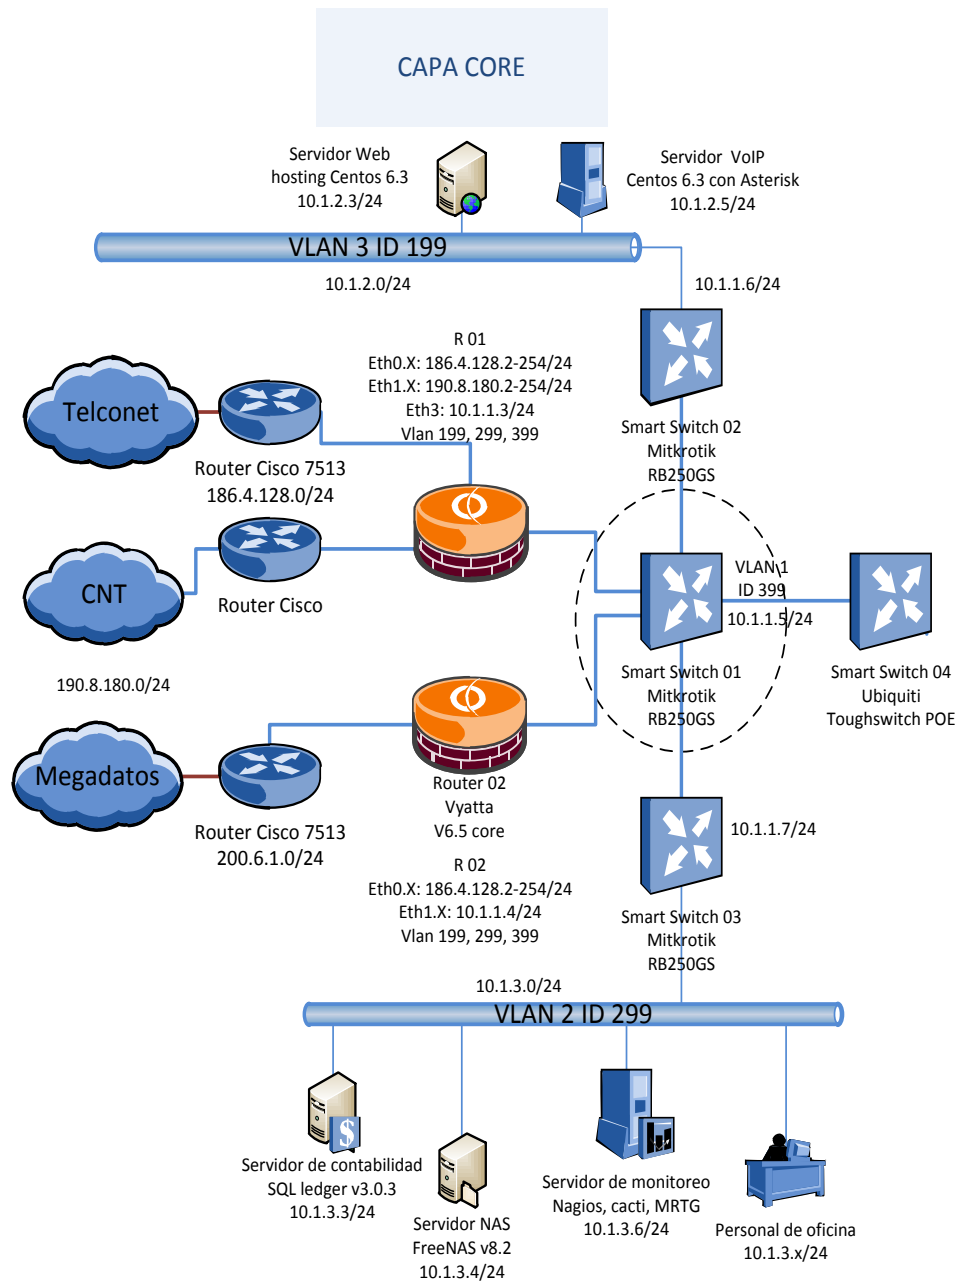 CAPA CORE
Servidor Web
hosting Centos 6.3
10.1.2.3/24
Servidor VoIP
Centos 6.3 con Asterisk
10.1.2.5/24
VLAN 3 ID 199
10.1.2.0/24
10.1.1.6/24
R 01
Eth0.X: 186.4.128.2-254/24
Eth1.X: 190.8.180.2-254/24
Eth3: 10.1.1.3/24
Vlan 199, 299, 399
Telconet
Router Cisco 7513
186.4.128.0/24
Smart Switch 02
Mitkrotik
RB250GS
CNT
Router Cisco
190.8.180.0/24
VLAN 1
ID 399
10.1.1.5/24
Smart Switch 01
Mitkrotik
RB250GS
Smart Switch 04
Ubiquiti
Toughswitch POE
Megadatos
Router Cisco 7513
200.6.1.0/24
Router 02
Vyatta
V6.5 core
R 02
Eth0.X: 186.4.128.2-254/24
Eth1.X: 10.1.1.4/24
Vlan 199, 299, 399
10.1.1.7/24
Smart Switch 03
Mitkrotik
RB250GS
10.1.3.0/24
VLAN 2 ID 299
$
Servidor de contabilidad
SQL ledger v3.0.3
10.1.3.3/24
Servidor NAS
FreeNAS v8.2
10.1.3.4/24
Servidor de monitoreo
Nagios, cacti, MRTG
10.1.3.6/24
Personal de oficina
10.1.3.x/24